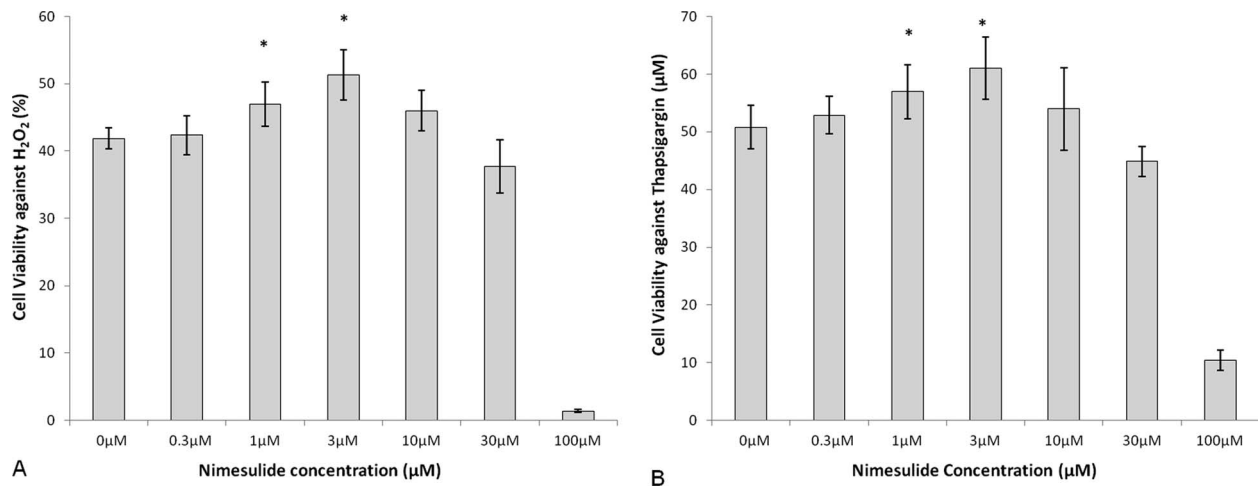 Cell Viability against H₂O₂ (%)
60
50
40
30
20
10
0
* *
0µM 0.3µM 1µM 3µM 10µM 30µM 100µM
Nimesulide concentration (µM)
A
Cell Viability against Thapsigargin (µM)
70
60
50
40
30
20
10
0
* *
0µM 0.3µM 1µM 3µM 10µM 30µM 100µM
Nimesulide Concentration (µM)
B